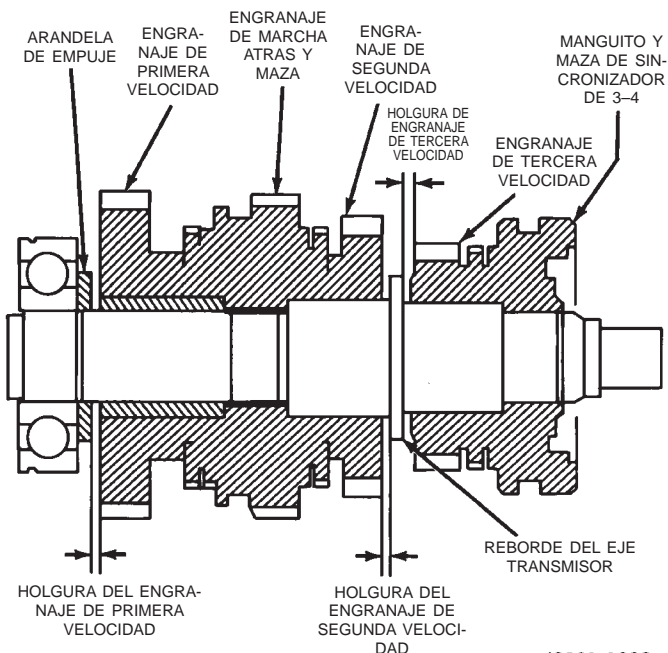 ARANDELA
DE EMPUJE
ENGRA-
NAJE DE
PRIMERA
VELOCIDAD
ENGRANAJE
DE MARCHA
ATRAS Y
MAZA
ENGRA-
NAJE DE
SEGUNDA
VELOCIDAD
HOLGURA DE
ENGRANAJE
DE TERCERA
VELOCIDAD
ENGRANAJE
DE TERCERA
VELOCIDAD
MANGUITO Y
MAZA DE SIN-
CRONIZADOR
DE 3–4
HOLGURA DEL ENGRA-
NAJE DE PRIMERA
VELOCIDAD
HOLGURA DEL
ENGRANAJE DE
SEGUNDA VELOCI-
DAD
REBORDE DEL EJE
TRANSMISOR